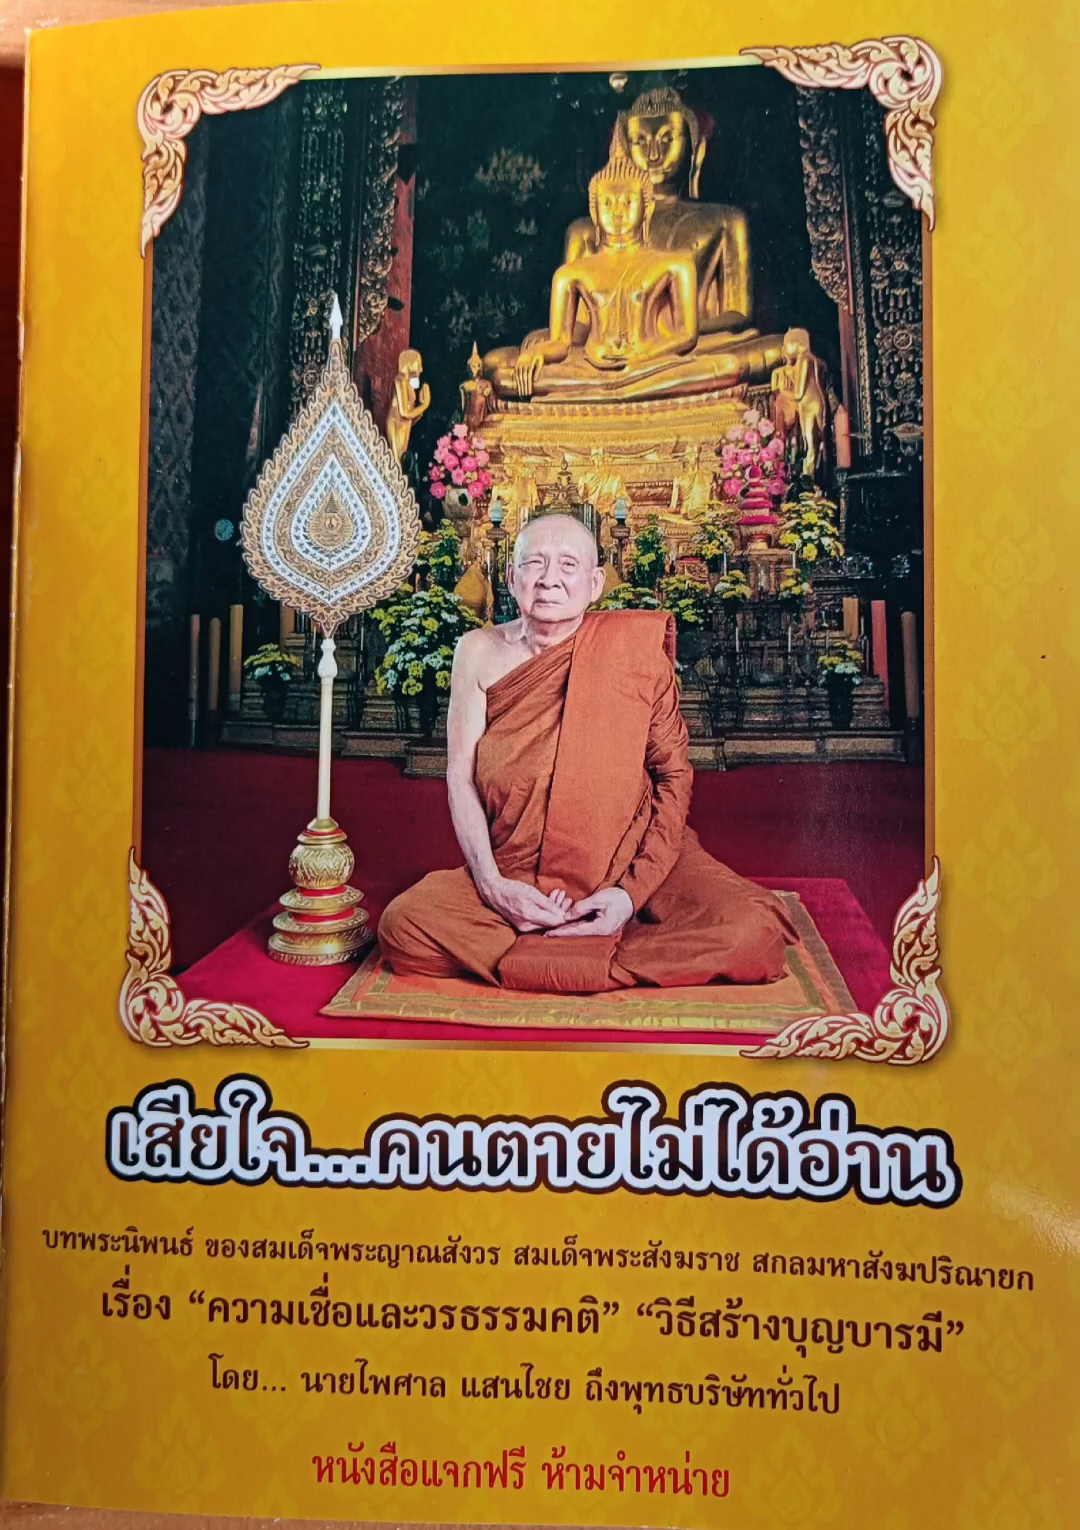 เสียใจ...คนตายไม่ได้อ่าน
บทพระนิพนธ์ ของสมเด็จพระญาณสังวร สมเด็จพระสังฆราช สกลมหาสังฆปริณายก
เรื่อง “ความเชื่อและวรธรรมคติ” “วิธีสร้างบุญบารมี”
โดย... นายไพศาล แสนไชย ถึงพุทธบริษัททั่วไป
หนังสือแจกฟรี ห้ามจำหน่าย